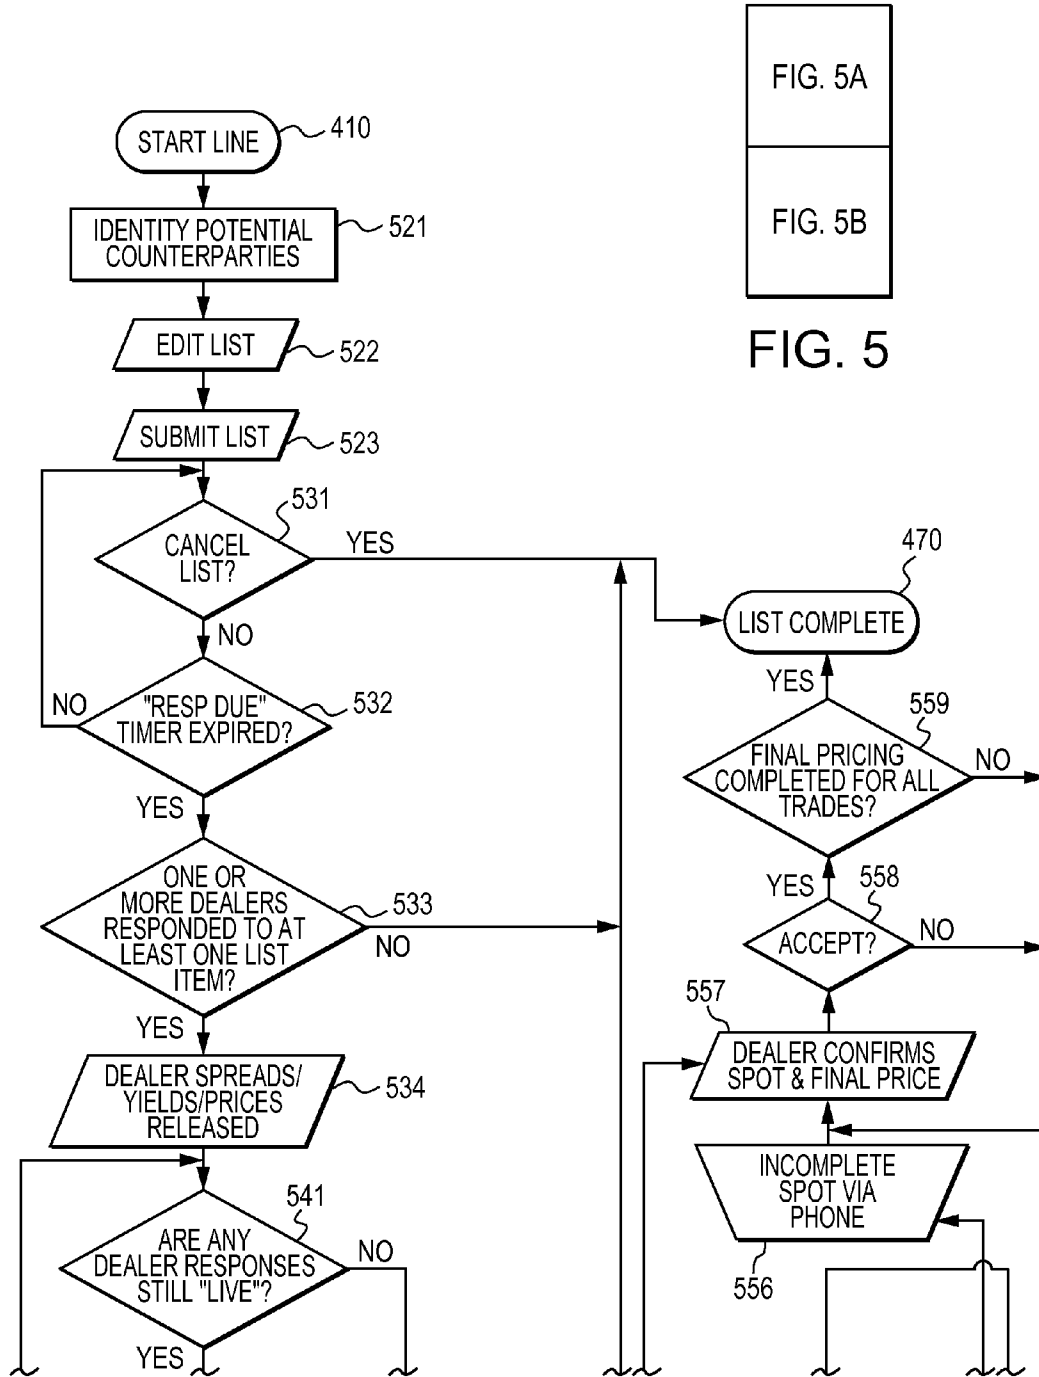 FIG. 5A
FIG. 5B
FIG. 5
START LINE
410
IDENTITY POTENTIAL
COUNTERPARTIES
521
EDIT LIST
522
SUBMIT LIST
523
531
CANCEL
LIST?
YES
NO
"RESP DUE"
TIMER EXPIRED?
532
NO
YES
ONE OR
MORE DEALERS
RESPONDED TO AT
LEAST ONE LIST
ITEM?
533
NO
YES
DEALER SPREADS/
YIELDS/PRICES
RELEASED
534
541
ARE ANY
DEALER RESPONSES
STILL "LIVE"?
NO
YES
470
LIST COMPLETE
YES
559
FINAL PRICING
COMPLETED FOR ALL
TRADES?
NO
YES
558
ACCEPT?
NO
557
DEALER CONFIRMS
SPOT & FINAL PRICE
INCOMPLETE
SPOT VIA
PHONE
556